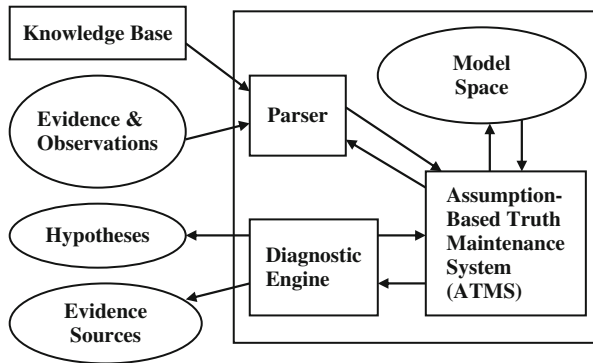 Knowledge Base
Evidence &
Observations
Parser
Model
Space
Hypotheses
Diagnostic
Engine
Assumption-
Based Truth
Maintenance
System
(ATMS)
Evidence
Sources